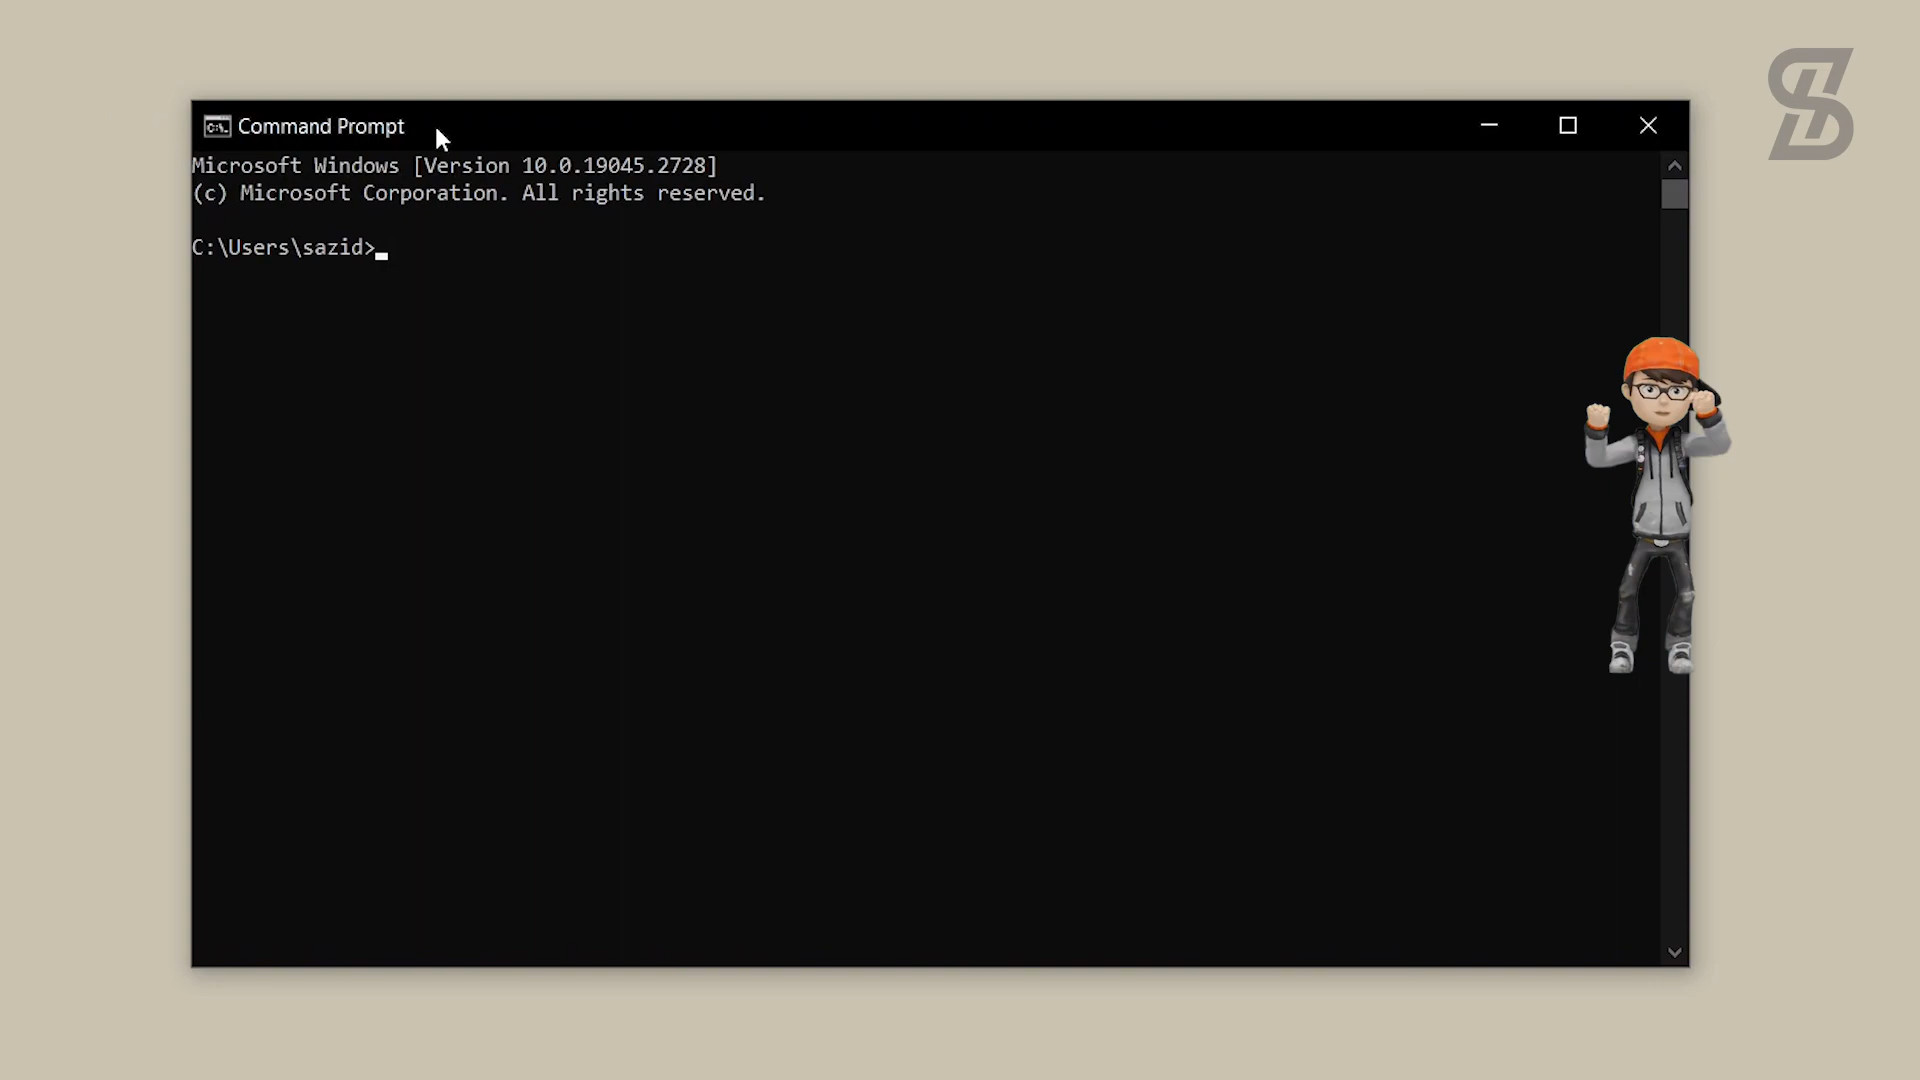 Command Prompt
Microsoft Windows [Version 10.0.19045.2728]
(c) Microsoft Corporation. All rights reserved.
C:\Users\sazid>